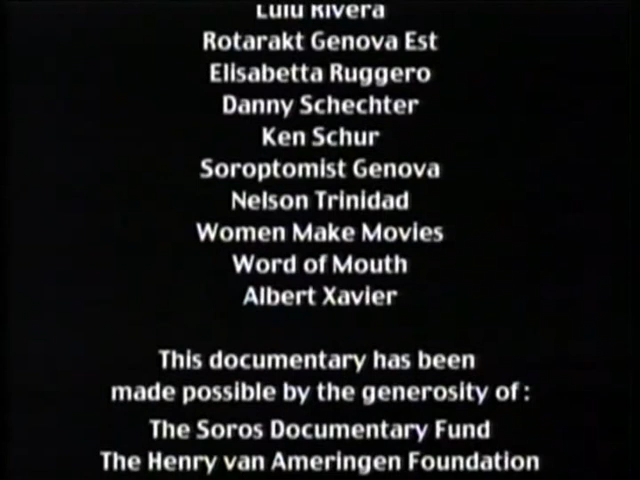 Lulu Rivera
Rotarakt Genova Est
Elisabetta Ruggero
Danny Schechter
Ken Schur
Soroptomist Genova
Nelson Trinidad
Women Make Movies
Word of Mouth
Albert Xavier
This documentary has been
made possible by the generosity of :
The Soros Documentary Fund
The Henry van Ameringen Foundation